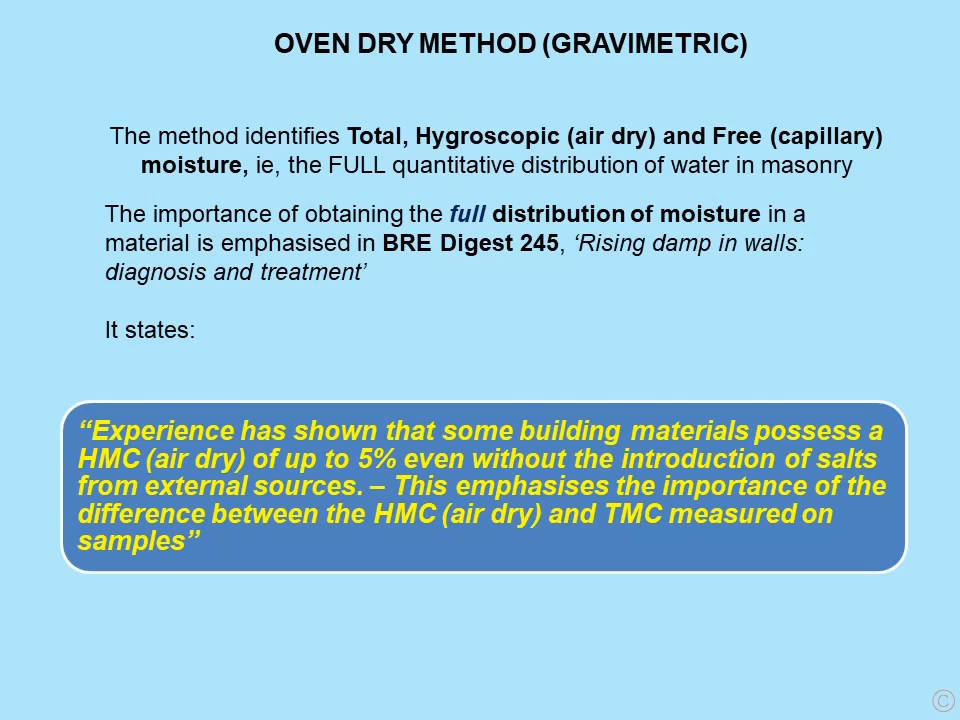 OVEN DRY METHOD (GRAVIMETRIC)
The method identifies Total, Hygroscopic (air dry) and Free (capillary)
moisture, ie, the FULL quantitative distribution of water in masonry
The importance of obtaining the full distribution of moisture in a
material is emphasised in BRE Digest 245, ‘Rising damp in walls:
diagnosis and treatment’
It states:
“Experience has shown that some building materials possess a
HMC (air dry) of up to 5% even without the introduction of salts
from external sources. – This emphasises the importance of the
difference between the HMC (air dry) and TMC measured on
samples”
©